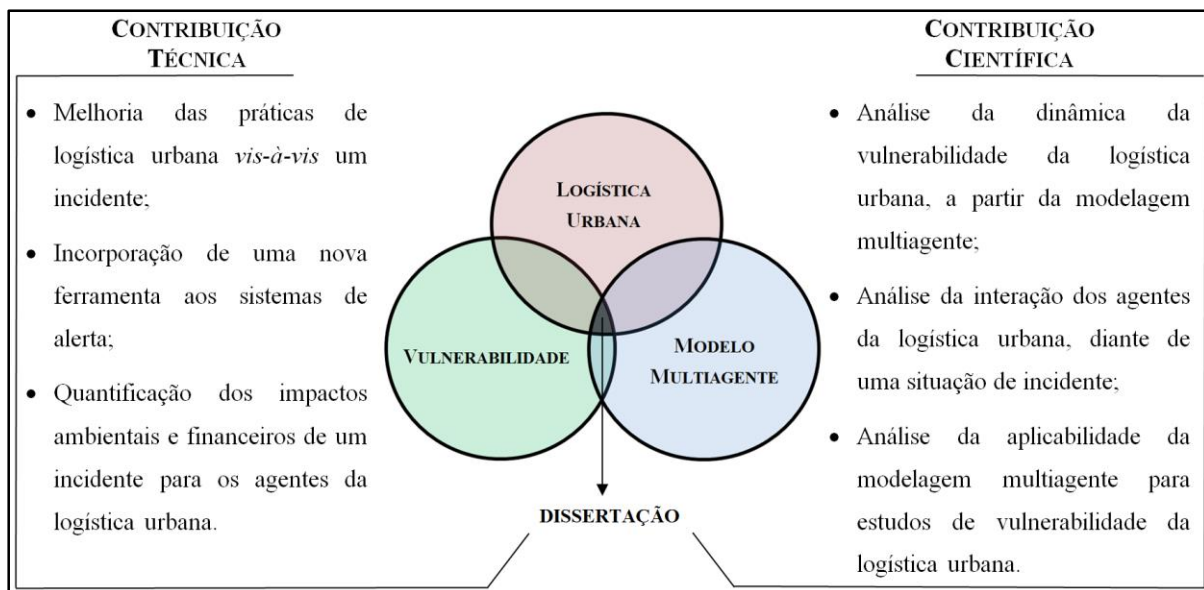 CONTRIBUIÇÃO
TÉCNICA
• Melhoria das práticas de
logística urbana vis-à-vis um
incidente;
• Incorporação de uma nova
ferramenta aos sistemas de
alerta;
• Quantificação dos impactos
ambientais e financeiros de um
incidente para os agentes da
logística urbana.
LOGÍSTICA
URBANA
VULNERABILIDADE
MODELO
MULTIAGENTE
DISSERTAÇÃO
CONTRIBUIÇÃO
CIENTÍFICA
• Análise da dinâmica da
vulnerabilidade da logística
urbana, a partir da modelagem
multiagente;
• Análise da interação dos agentes
da logística urbana, diante de
uma situação de incidente;
• Análise da aplicabilidade da
modelagem multiagente para
estudos de vulnerabilidade da
logística urbana.